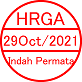 HRGA
29Oct/2021
Indah Permata